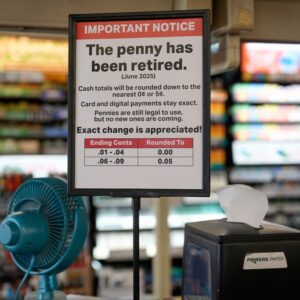 IMPORTANT NOTICE
The penny has
been retired.
(June 2025)
Cash totals will be rounded down to the
nearest 0¢ or 5¢.
Card and digital payments stay exact.
Pennies are still legal to use,
but no new ones are coming.
Exact change is appreciated!
Ending Cents Rounded To
.01 - .04 0.00
.06 - .09 0.05
POWERS PAPER